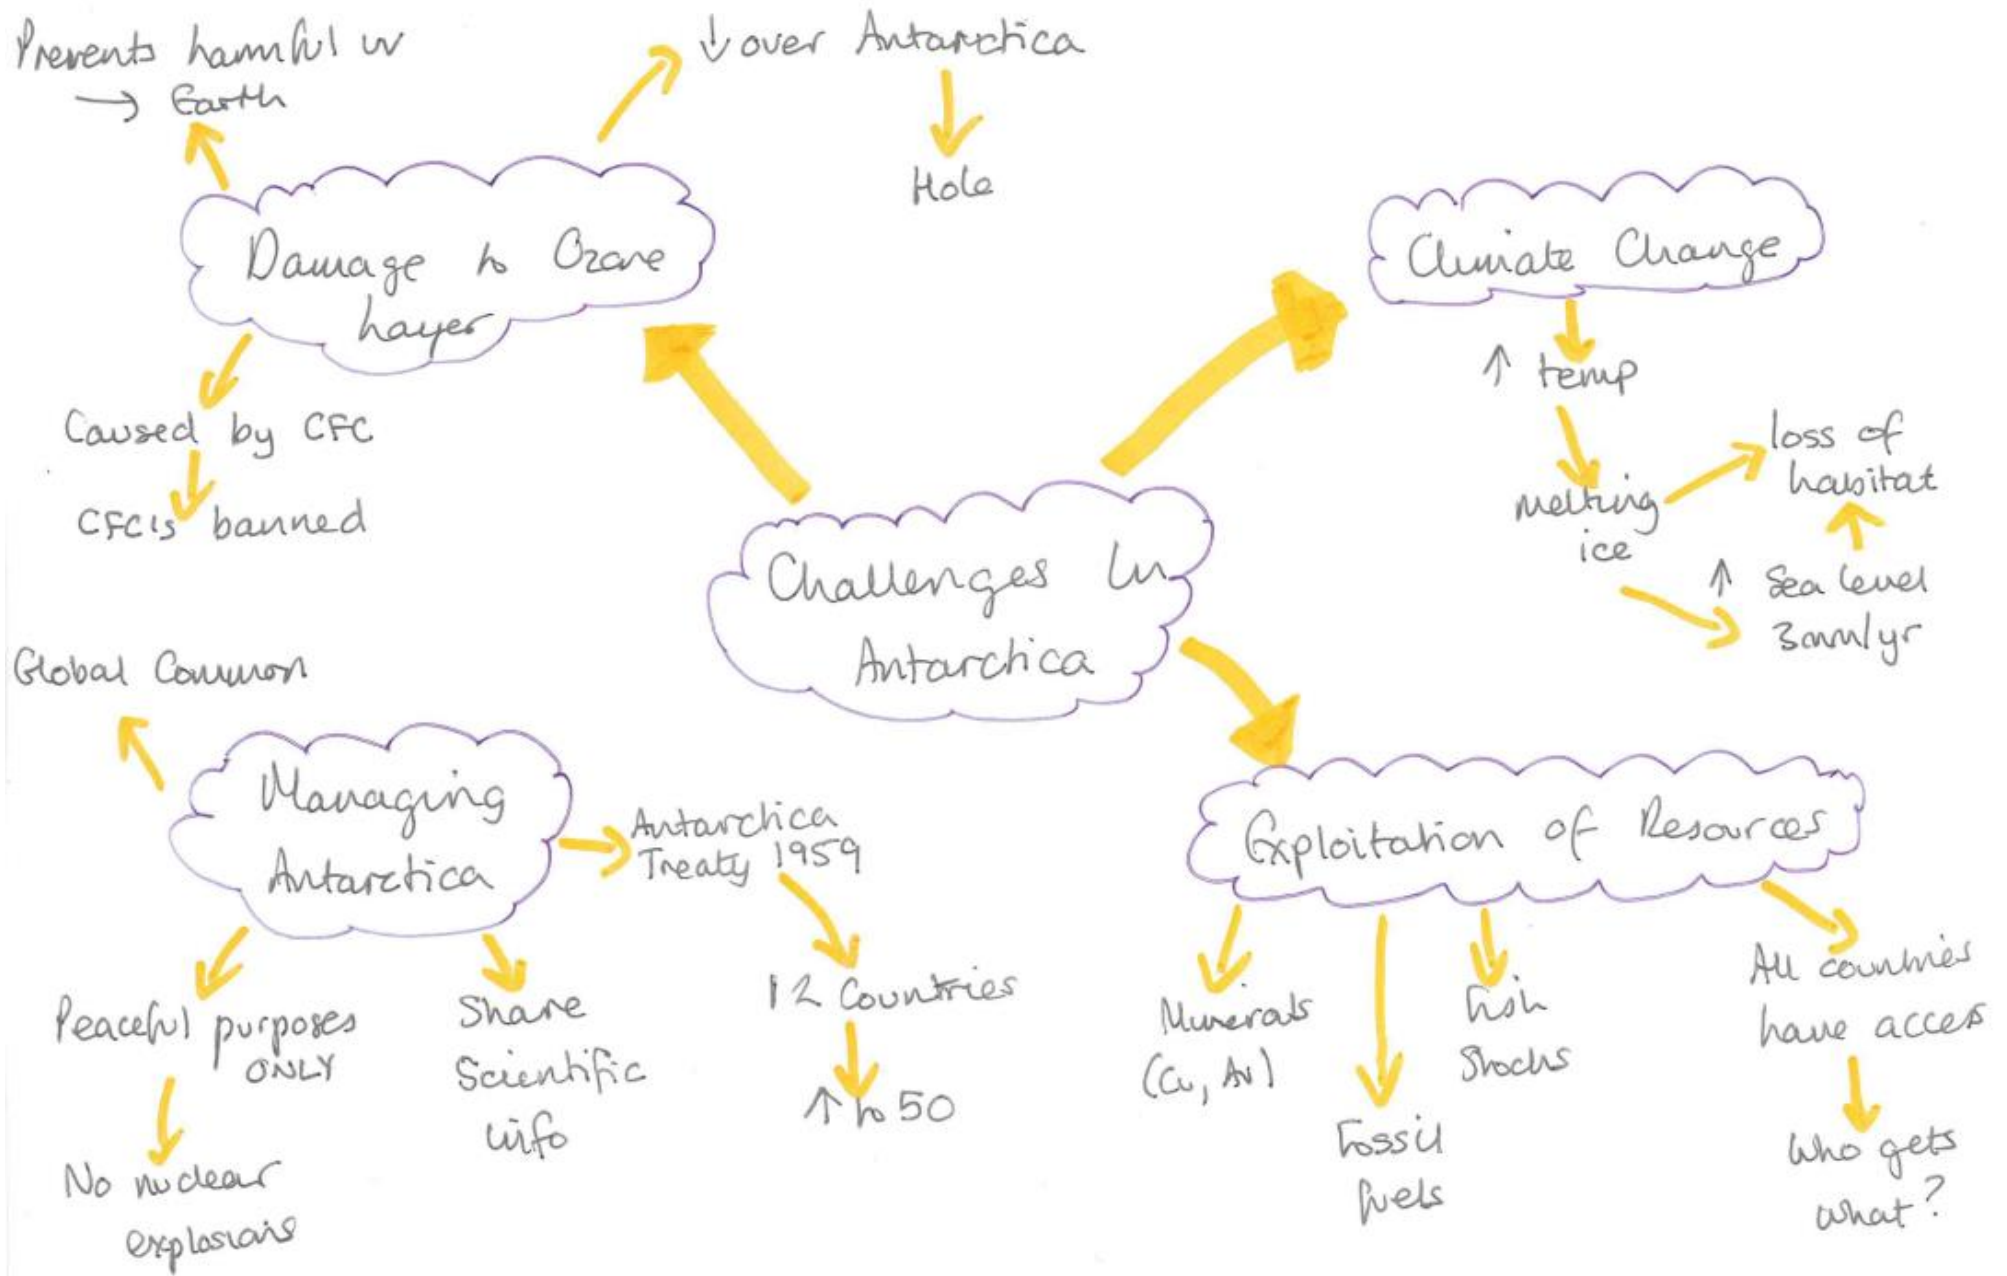 Prevents harmful uv
→ Earth
↓ over Antarctica
Hole
Damage to Ozone
Layer
Caused by CFC
CFC's banned
Climate Change
↑ temp
Melting
ice
loss of
habitat
↑ Sea level
3mm/yr
Challenges In
Antarctica
Global Common
Managing
Antarctica
Antarctica
Treaty 1959
12 Countries
↑ to 50
Peaceful purposes
ONLY
No nuclear
explosions
Share
Scientific
info
Exploitation of Resources
Minerals
(Cu, Au)
Fossil
fuels
Fish
Stocks
All countries
have access
Who gets
what?